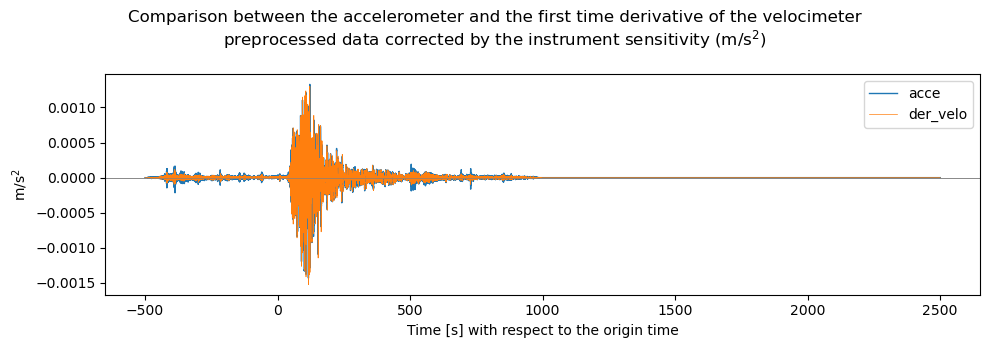 Comparison between the accelerometer and the first time derivative of the velocimeter
preprocessed data corrected by the instrument sensitivity (m/s²)
acce
der_velo
0.0010
0.0005
0.0000
−0.0005
−0.0010
−0.0015
m/s²
−500
0
500
1000
1500
2000
2500
Time [s] with respect to the origin time